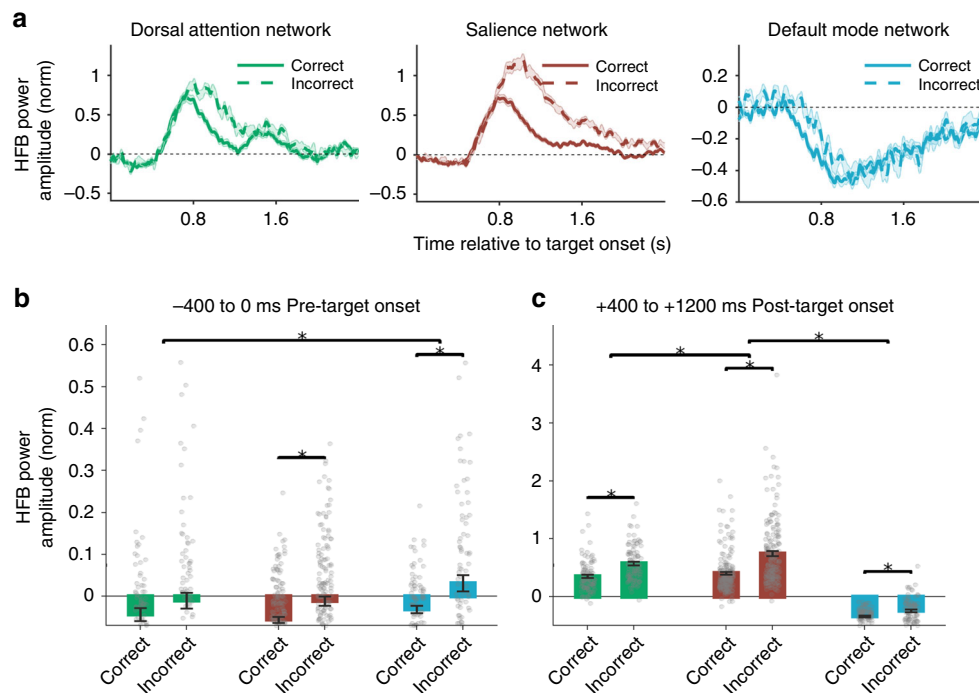 a
Dorsal attention network
Salience network
Default mode network
HFB power
amplitude (norm)
1
0.5
0
–0.5
Correct
Incorrect
0.8
1.6
1
0.5
0
–0.5
Correct
Incorrect
0.8
1.6
0.2
0
–0.2
–0.4
–0.6
Correct
Incorrect
0.8
1.6
Time relative to target onset (s)
b
–400 to 0 ms Pre-target onset
HFB power
amplitude (norm)
0.6
0.5
0.4
0.3
0.2
0.1
0
*
*
*
Correct
Incorrect
Correct
Incorrect
Correct
Incorrect
c
+400 to +1200 ms Post-target onset
4
3
2
1
0
*
*
*
*
*
Correct
Incorrect
Correct
Incorrect
Correct
Incorrect